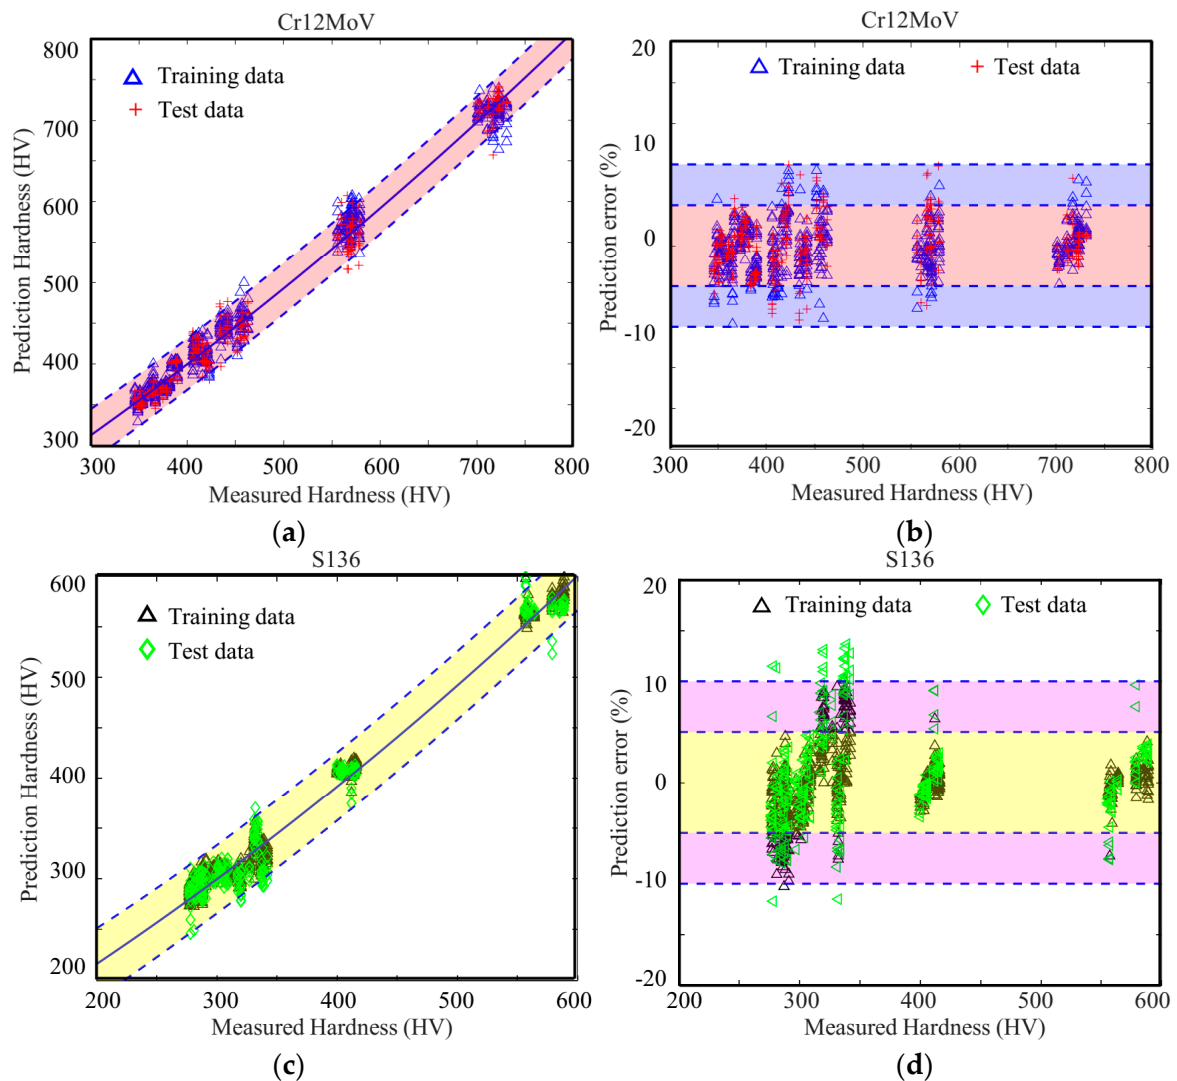 Cr12MoV
800
700
600
500
400
300
Prediction Hardness (HV)
Training data
Test data
300
400
500
600
700
800
Measured Hardness (HV)
(a)
Cr12MoV
20
10
0
-10
-20
Prediction error (%)
Training data
Test data
300
400
500
600
700
800
Measured Hardness (HV)
(b)
S136
600
500
400
300
200
Prediction Hardness (HV)
Training data
Test data
200
300
400
500
600
Measured Hardness (HV)
(c)
S136
20
10
0
-10
-20
Prediction error (%)
Training data
Test data
200
300
400
500
600
Measured Hardness (HV)
(d)